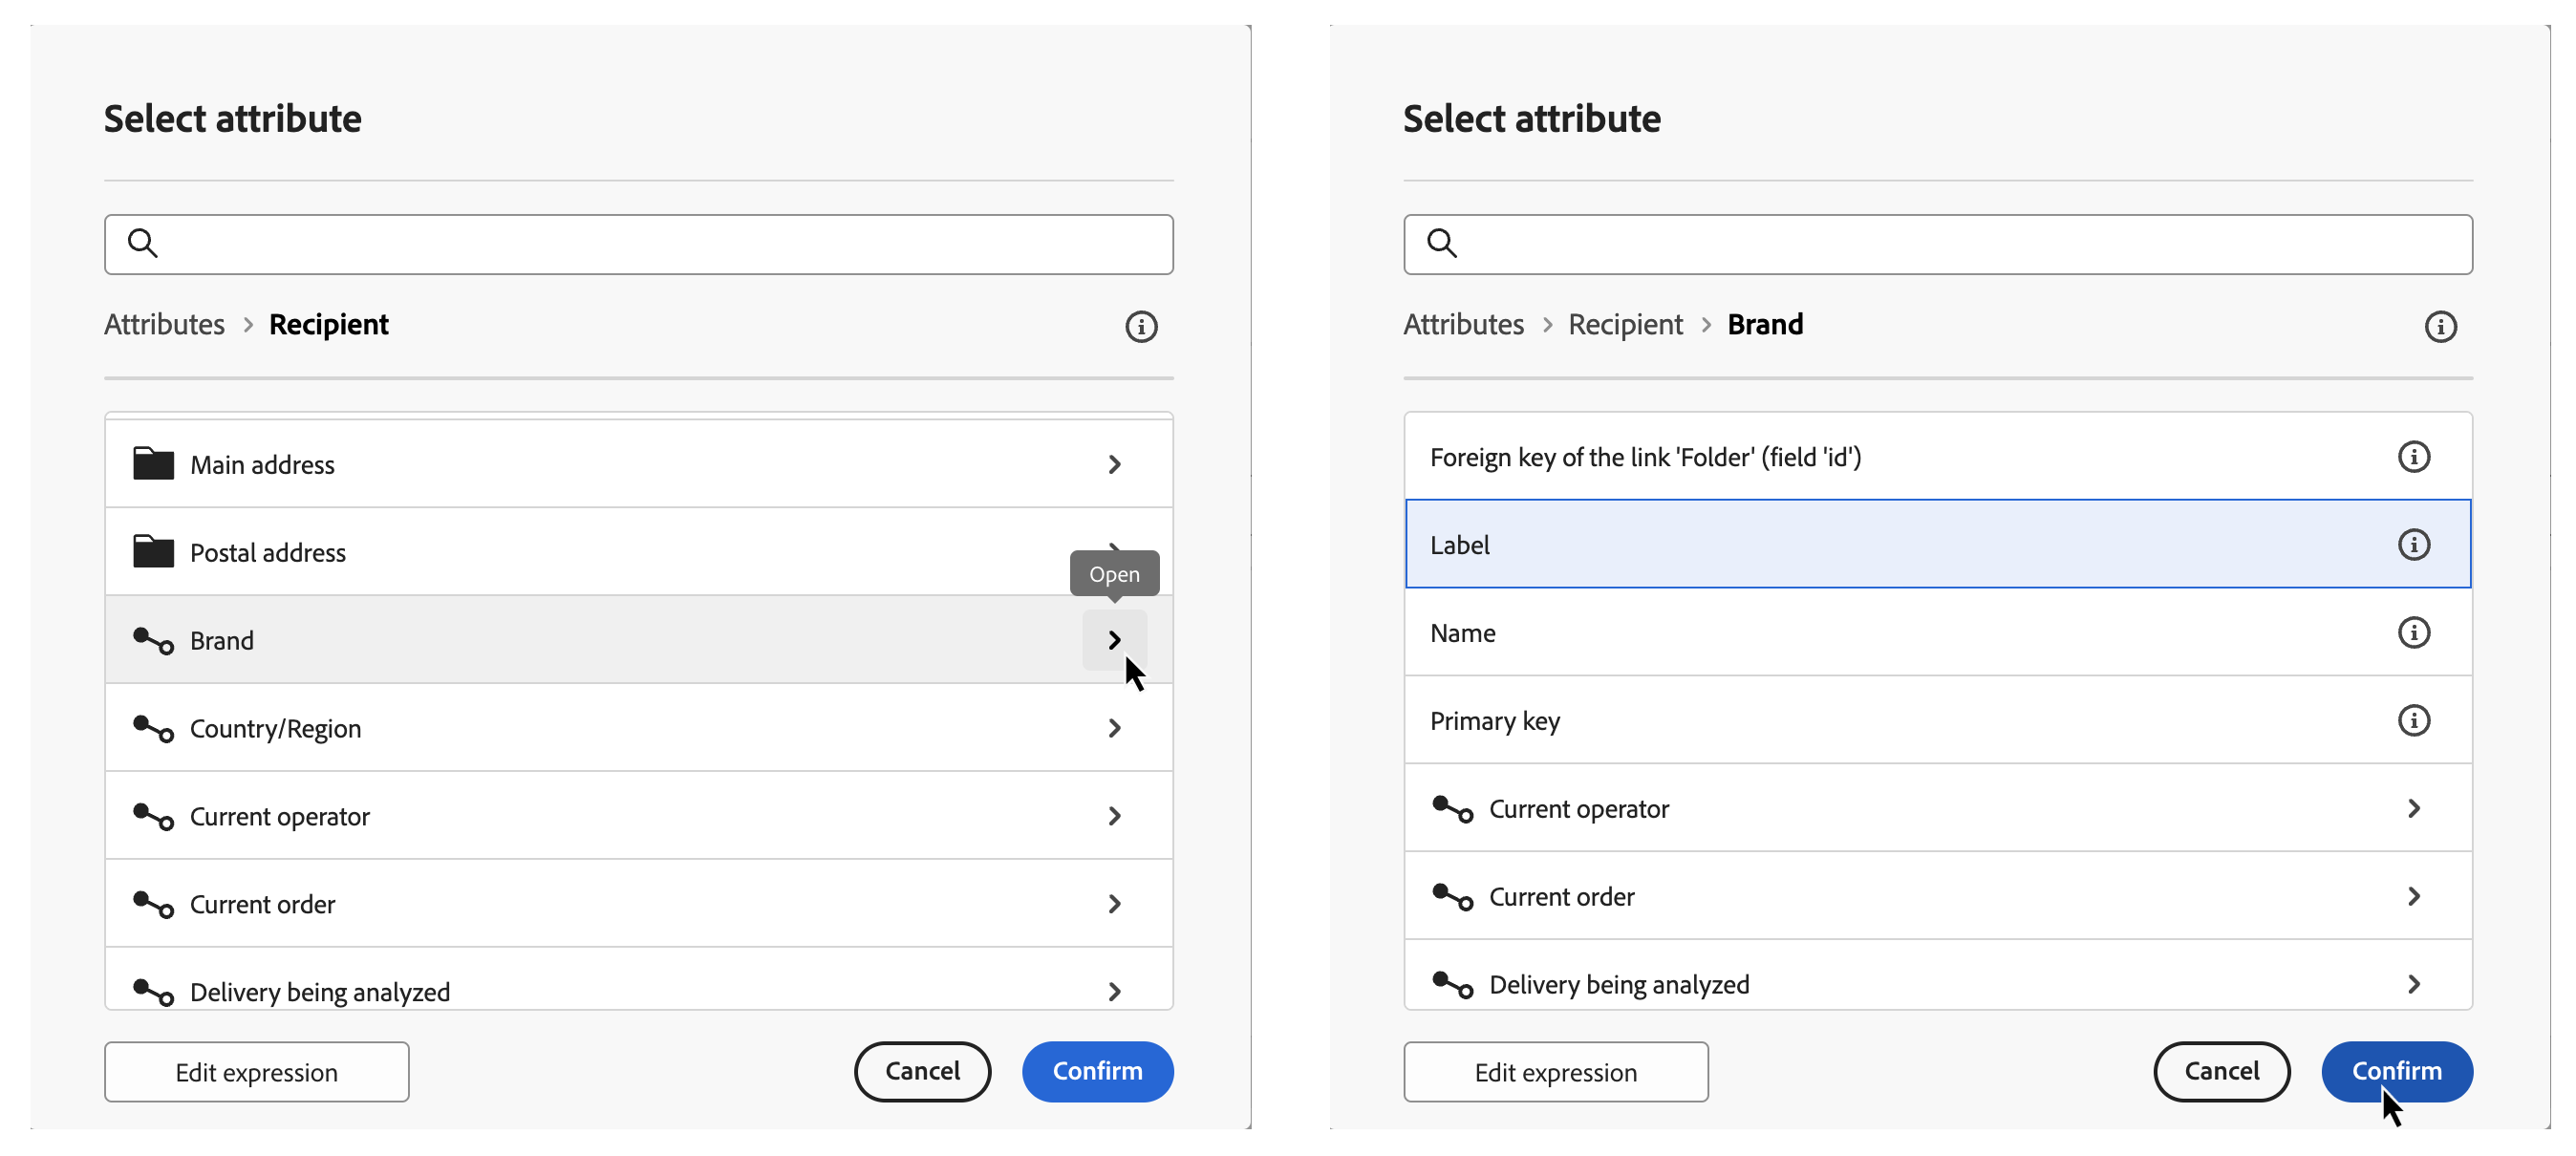 Select attribute
Attributes > Recipient
Main address
Postal address
Open
Brand
Country/Region
Current operator
Current order
Delivery being analyzed
Edit expression
Cancel
Confirm
Select attribute
Attributes > Recipient > Brand
Foreign key of the link 'Folder' (field 'id')
Label
Name
Primary key
Current operator
Current order
Delivery being analyzed
Edit expression
Cancel
Confirm